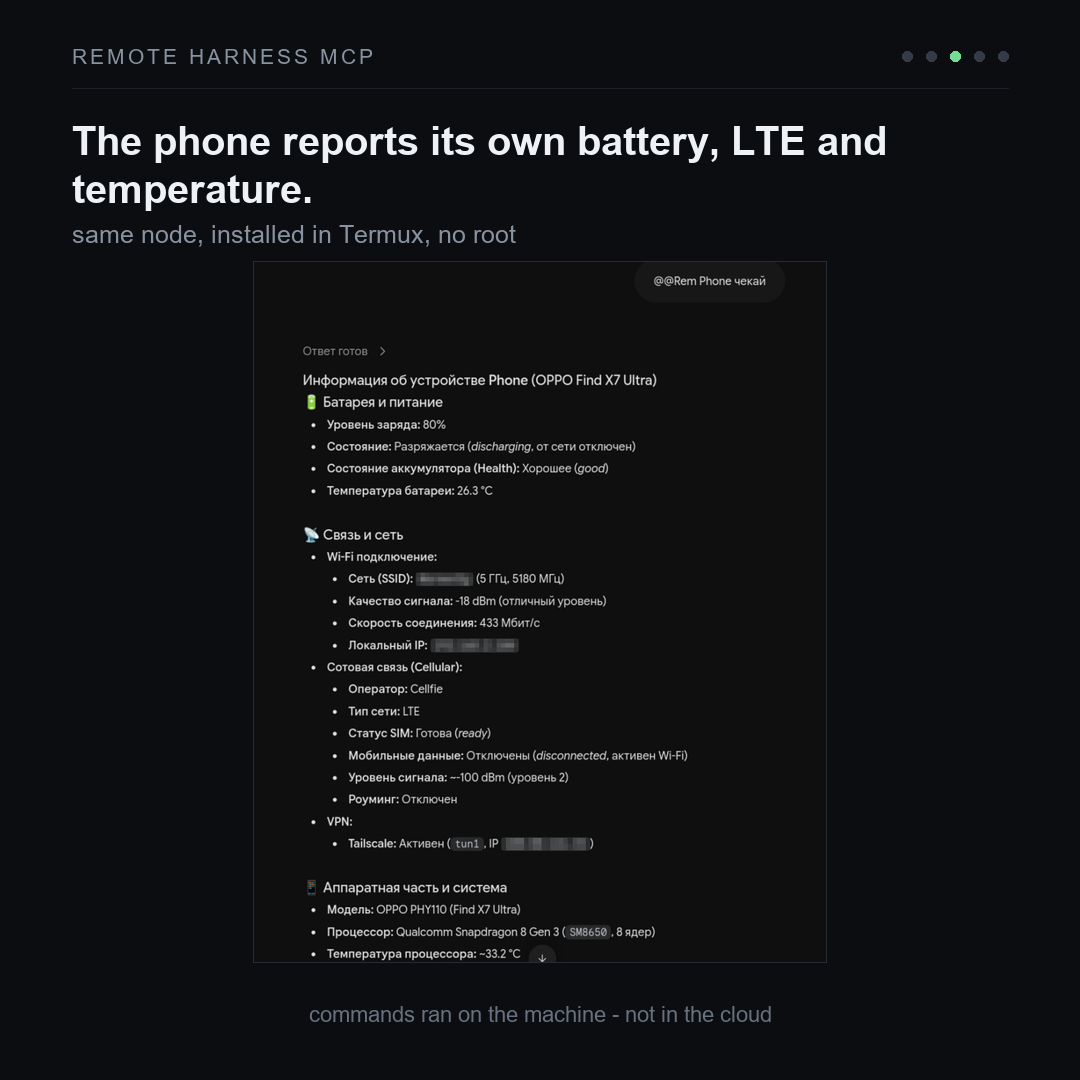 REMOTE HARNESS MCP
The phone reports its own battery, LTE and
temperature.
same node, installed in Termux, no root
@@Rem Phone чекай
Ответ готов
Информация об устройстве Phone (OPPO Find X7 Ultra)
Батарея и питание
Уровень заряда: 80%
Состояние: Разряжается (discharging, от сети отключен)
Состояние аккумулятора (Health): Хорошее (good)
Температура батареи: 26.3 °C
Связь и сеть
Wi-Fi подключение:
Сеть (SSID): (5 ГГц, 5180 МГц)
Качество сигнала: -18 dBm (отличный уровень)
Скорость соединения: 433 Мбит/с
Локальный IP:
Сотовая связь (Cellular):
Оператор: Cellfie
Тип сети: LTE
Статус SIM: Готова (ready)
Мобильные данные: Отключены (disconnected, активен Wi-Fi)
Уровень сигнала: ~-100 dBm (уровень 2)
Роуминг: Отключен
VPN:
Tailscale: Активен (tun1, IP )
Аппаратная часть и система
Модель: OPPO PHY110 (Find X7 Ultra)
Процессор: Qualcomm Snapdragon 8 Gen 3 (SM8650, 8 ядер)
Температура процессора: ~33.2 °C
commands ran on the machine - not in the cloud